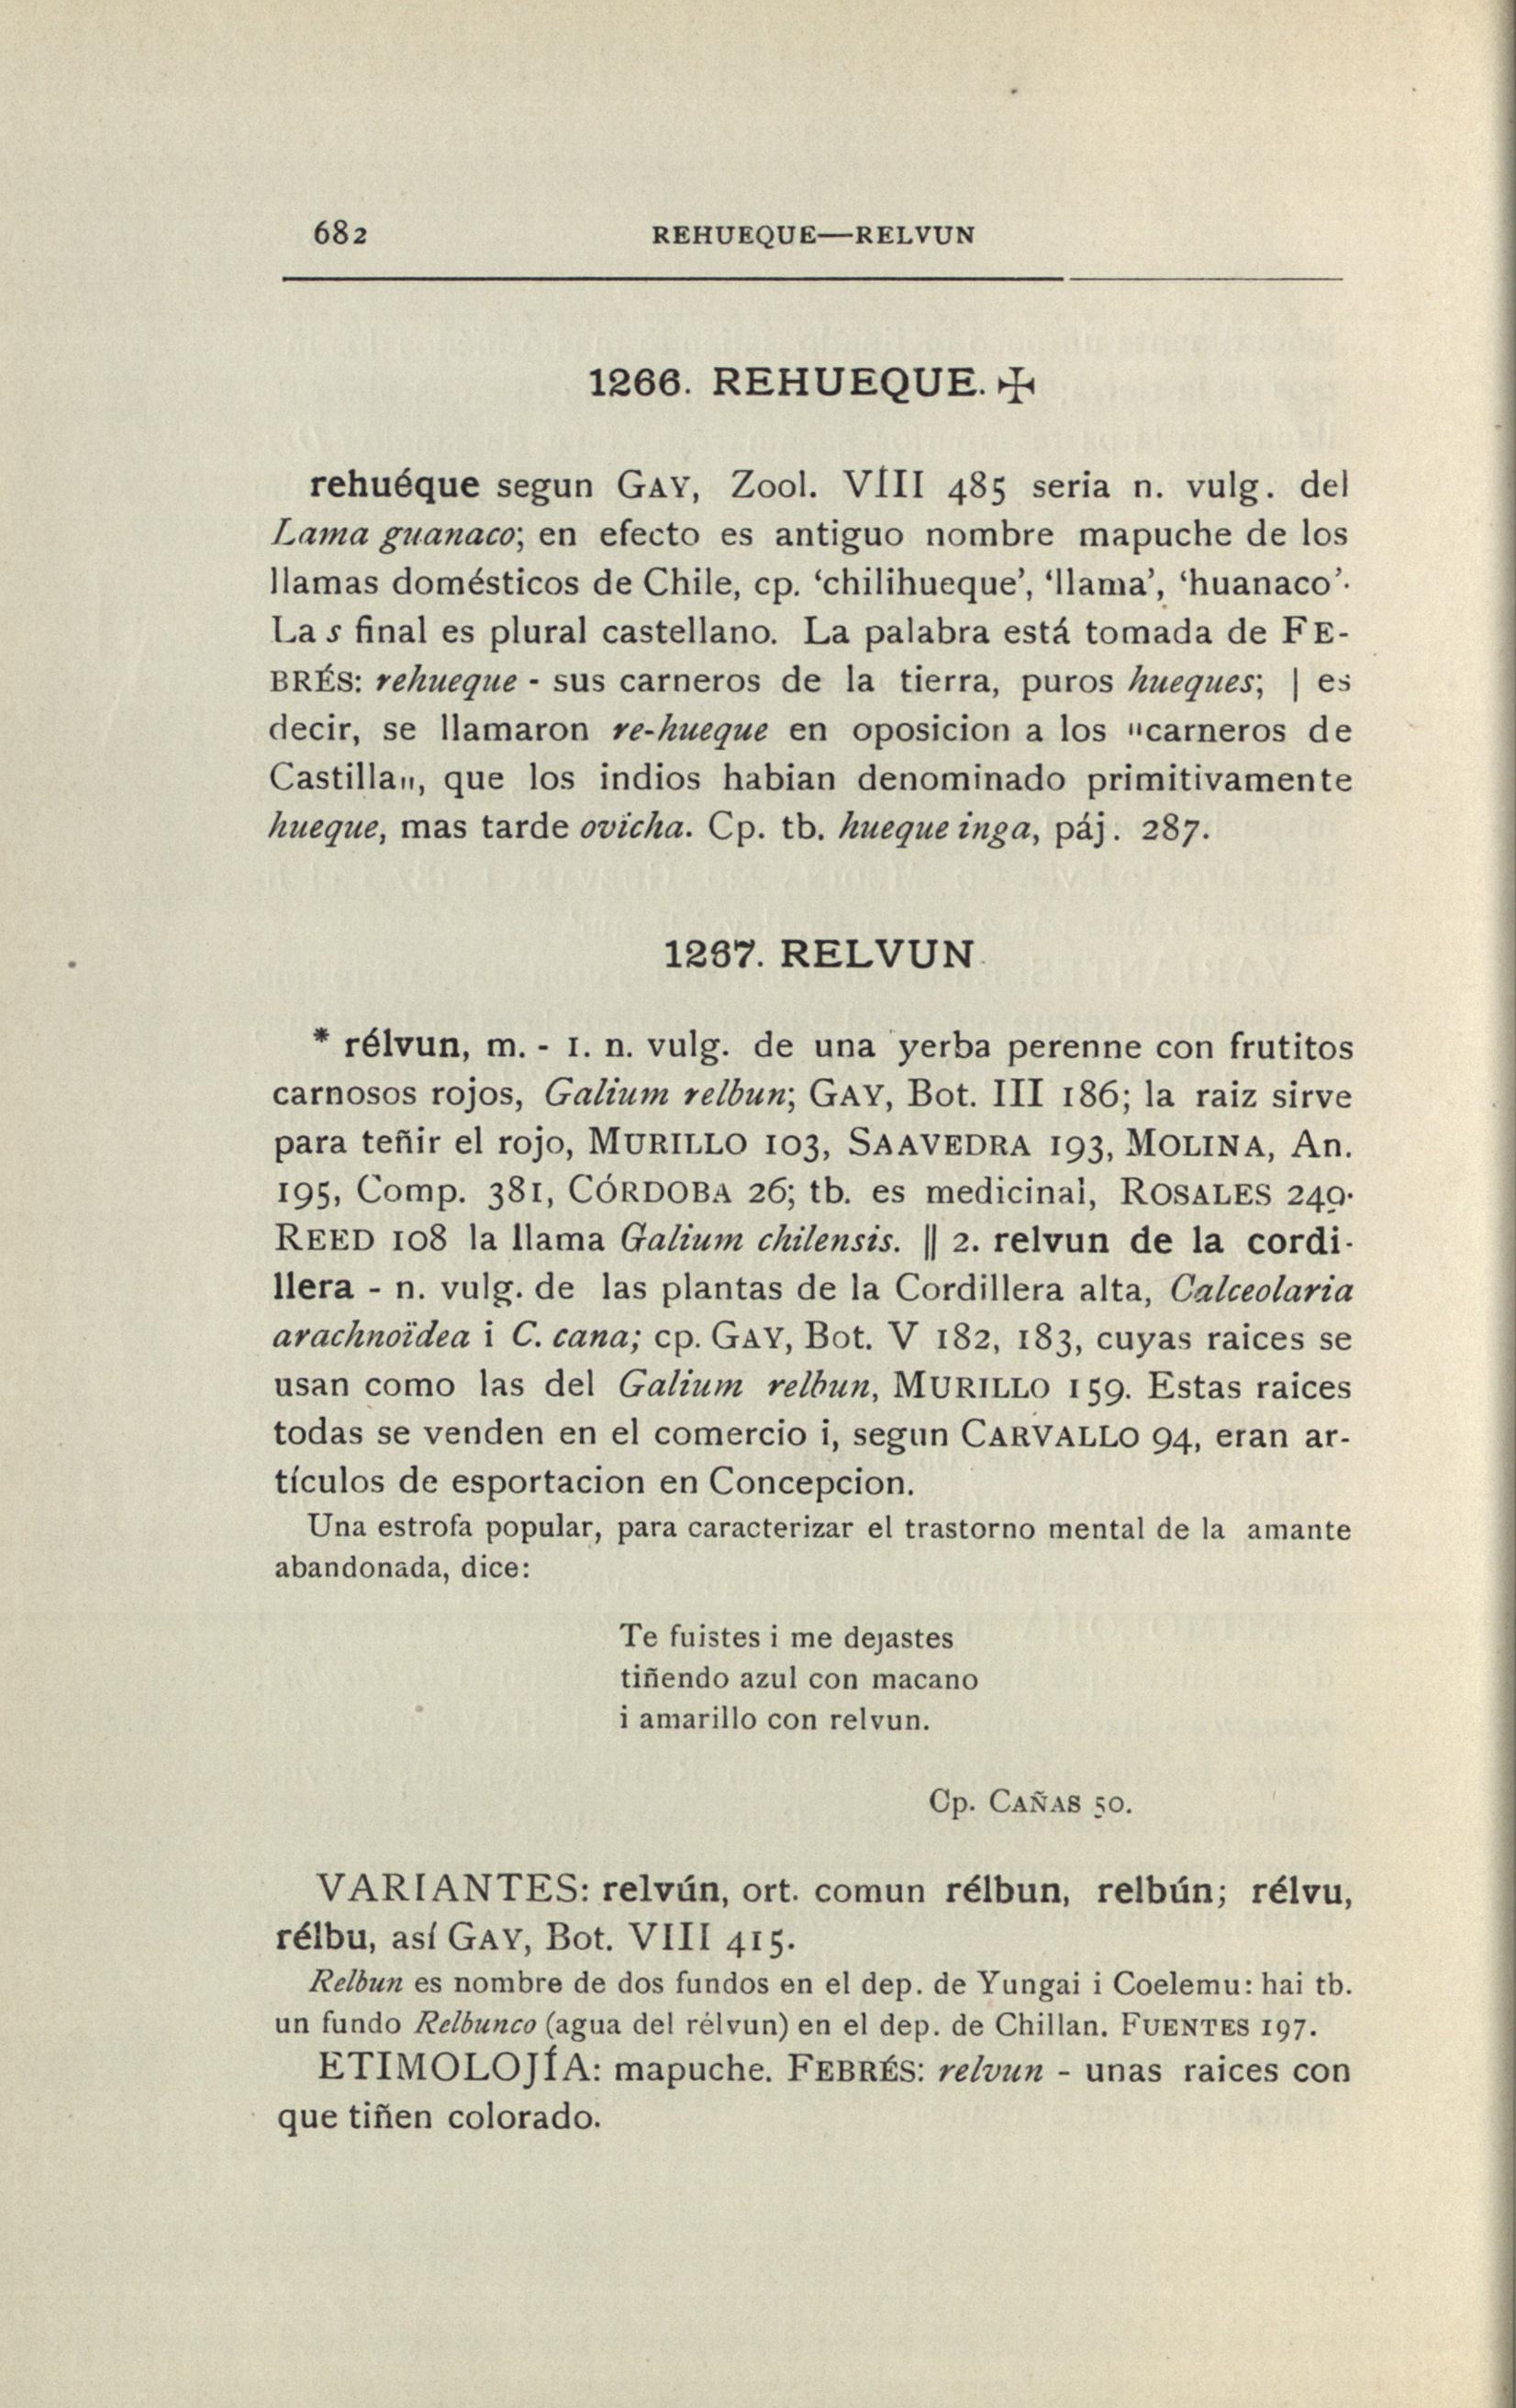 682
REHUEQUE—RELVUN
1266. REHUEQUE. ✠
rehuéque segun GAY, Zool. VIII 485 seria n. vulg. del
Lama guanaco; en efecto es antiguo nombre mapuche de los
llamas domésticos de Chile, cp. ‘chilihueque’, ‘llama’, ‘huanaco’.
La s final es plural castellano. La palabra está tomada de FE-
BRÉS: rehueque - sus carneros de la tierra, puros hueques; | es
decir, se llamaron re-hueque en oposicion a los "carneros de
Castilla", que los indios habian denominado primitivamente
hueque, mas tarde ovicha. Cp. tb. hueque inga, páj. 287.
1267. RELVUN
* rélvun, m. - 1. n. vulg. de una yerba perenne con frutitos
carnosos rojos, Galium relbun; GAY, Bot. III 186; la raiz sirve
para teñir el rojo, MURILLO 103, SAAVEDRA 193, MOLINA, An.
195, Comp. 381, CÓRDOBA 26; tb. es medicinal, ROSALES 249.
REED 108 la llama Galium chilensis. || 2. relvun de la cordi-
llera - n. vulg. de las plantas de la Cordillera alta, Calceolaria
arachnoïdea i C. cana; cp. GAY, Bot. V 182, 183, cuyas raices se
usan como las del Galium relbun, MURILLO 159. Estas raices
todas se venden en el comercio i, segun CARVALLO 94, eran ar-
tículos de esportacion en Concepcion.
Una estrofa popular, para caracterizar el trastorno mental de la amante
abandonada, dice:
Te fuistes i me dejastes
tiñendo azul con macano
i amarillo con relvun.
Cp. CAÑAS 50.
VARIANTES: relvún, ort. comun rélbun, relbún; rélvu,
rélbu, así GAY, Bot. VIII 415.
Relbun es nombre de dos fundos en el dep. de Yungai i Coelemu: hai tb.
un fundo Relbunco (agua del rélvun) en el dep. de Chillan. FUENTES 197.
ETIMOLOJÍA: mapuche. FEBRÉS: relvun - unas raices con
que tiñen colorado.